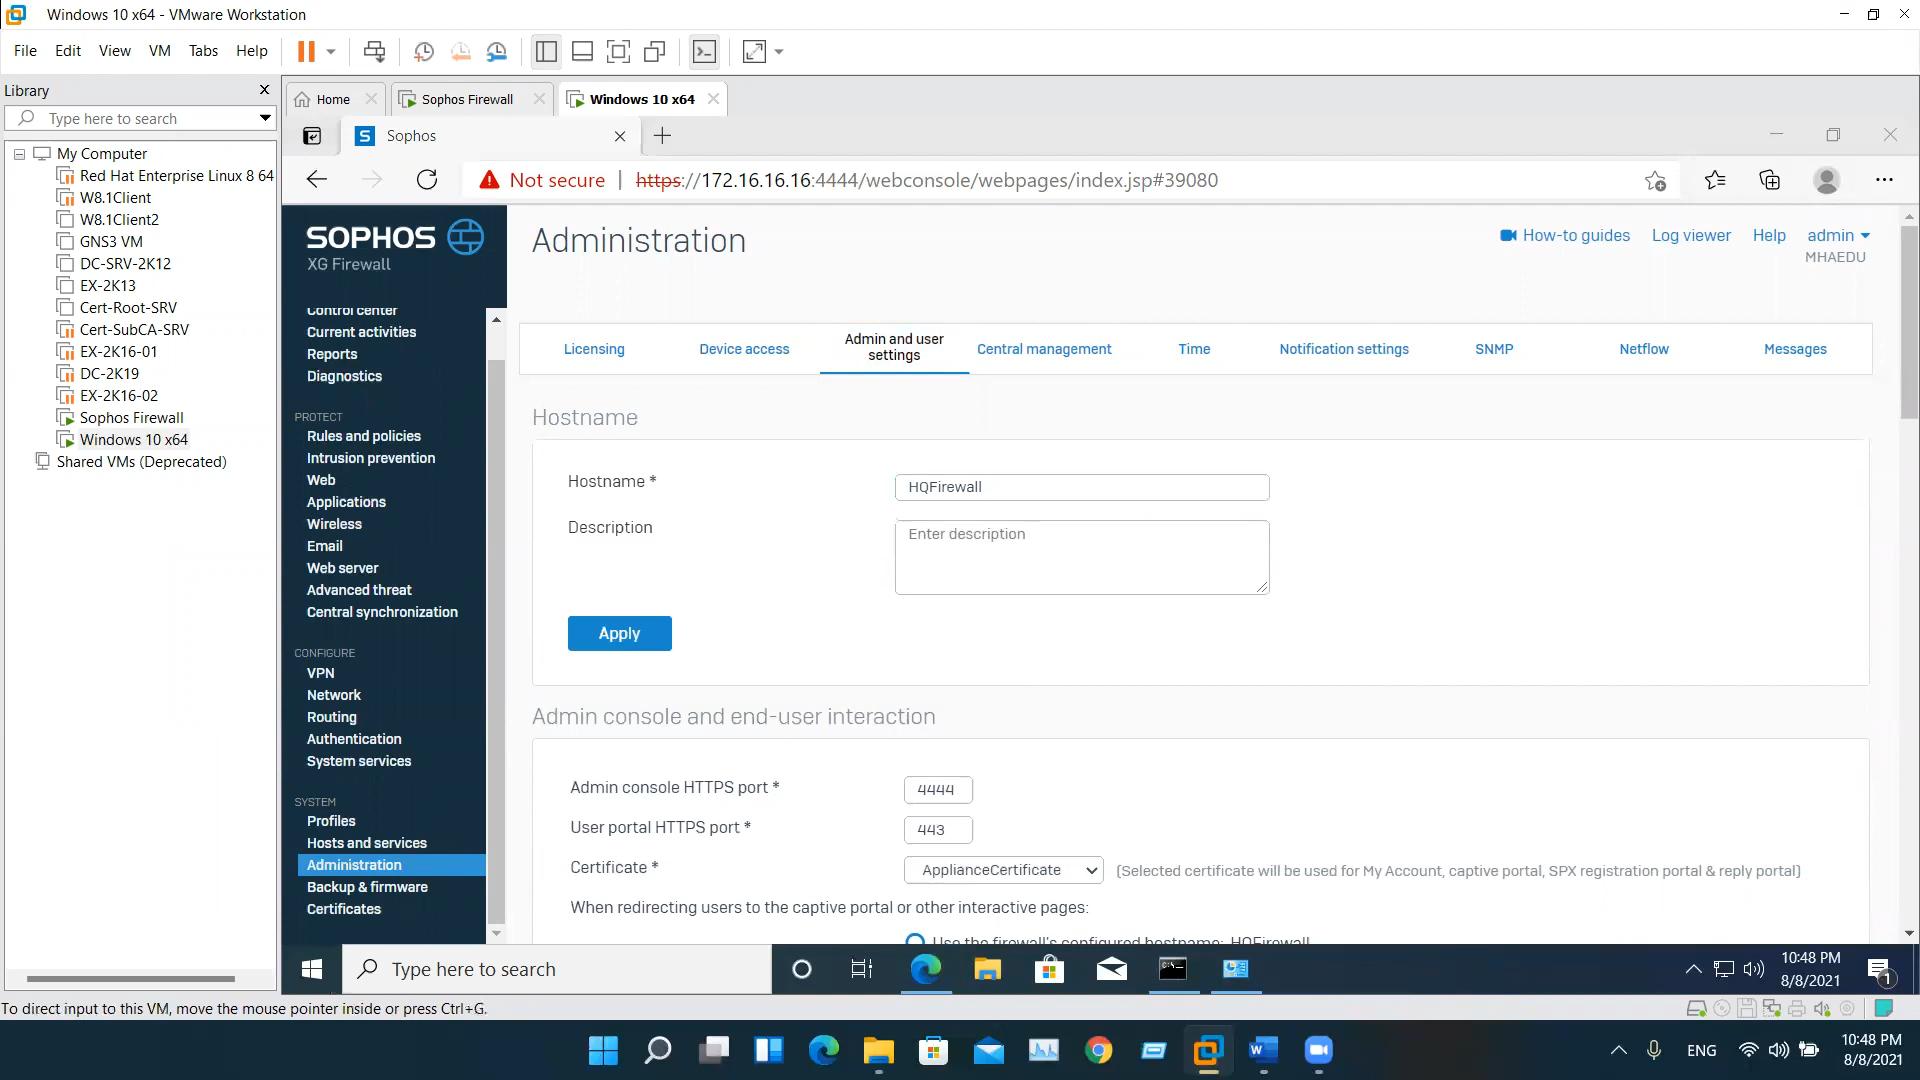 Windows 10 x64 - VMware Workstation
File Edit View VM Tabs Help
Library
Type here to search
My Computer
Red Hat Enterprise Linux 8 64
W8.1Client
W8.1Client2
GNS3 VM
DC-SRV-2K12
EX-2K13
Cert-Root-SRV
Cert-SubCA-SRV
EX-2K16-01
DC-2K19
EX-2K16-02
Sophos Firewall
Windows 10 x64
Shared VMs (Deprecated)
Home Sophos Firewall Windows 10 x64
S Sophos
Not secure | https://172.16.16.16:4444/webconsole/webpages/index.jsp#39080
SOPHOS
XG Firewall
Control center
Current activities
Reports
Diagnostics
PROTECT
Rules and policies
Intrusion prevention
Web
Applications
Wireless
Email
Web server
Advanced threat
Central synchronization
CONFIGURE
VPN
Network
Routing
Authentication
System services
SYSTEM
Profiles
Hosts and services
Administration
Backup & firmware
Certificates
Administration
How-to guides Log viewer Help admin
MHAEDU
Licensing Device access Admin and user settings Central management Time Notification settings SNMP Netflow Messages
Hostname
Hostname * HQFirewall
Description Enter description
Apply
Admin console and end-user interaction
Admin console HTTPS port * 4444
User portal HTTPS port * 443
Certificate * ApplianceCertificate (Selected certificate will be used for My Account, captive portal, SPX registration portal & reply portal)
When redirecting users to the captive portal or other interactive pages:
Use the firewall's configured hostname: HQFirewall
Type here to search
10:48 PM
8/8/2021
1
To direct input to this VM, move the mouse pointer inside or press Ctrl+G.
ENG
10:48 PM
8/8/2021